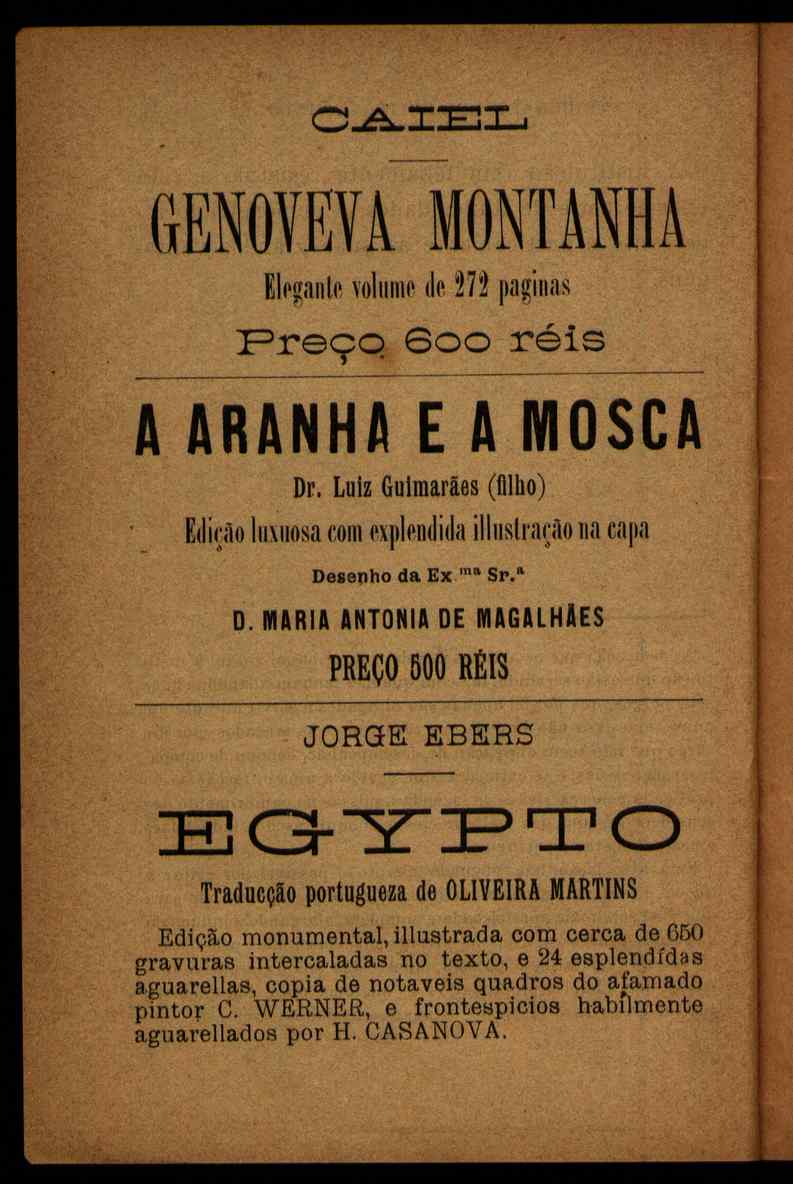 CAIEL
GENOVEVA MONTANHA
Elegante volume de 272 paginas
Preço 600 réis
A ARANHA E A MOSCA
Dr. Luiz Guimarães (filho)
Edição luxuosa com explendida illustração na capa
Desenho da Ex.ᵐᵃ Sr.ª
D. MARIA ANTONIA DE MAGALHÃES
PREÇO 500 RÉIS
JORGE EBERS
EGYPTO
Traducção portugueza de OLIVEIRA MARTINS
Edição monumental, illustrada com cerca de 650
gravuras intercaladas no texto, e 24 esplendídas
aguarellas, copia de notaveis quadros do afamado
pintor C. WERNER, e frontespicios habilmente
aguarellados por H. CASANOVA.